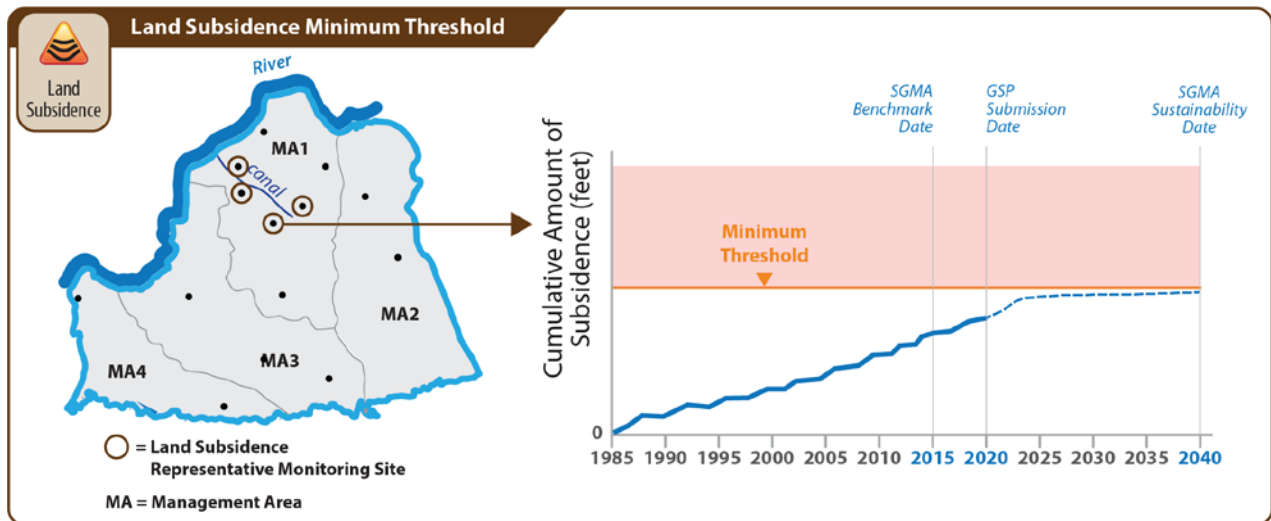 Land Subsidence Minimum Threshold
Land
Subsidence
River
MA1
canal
MA2
MA3
MA4
= Land Subsidence
Representative Monitoring Site
MA = Management Area
SGMA
Benchmark
Date
GSP
Submission
Date
SGMA
Sustainability
Date
Cumulative Amount of
Subsidence (feet)
Minimum
Threshold
0
1985 1990 1995 2000 2005 2010 2015 2020 2025 2030 2035 2040